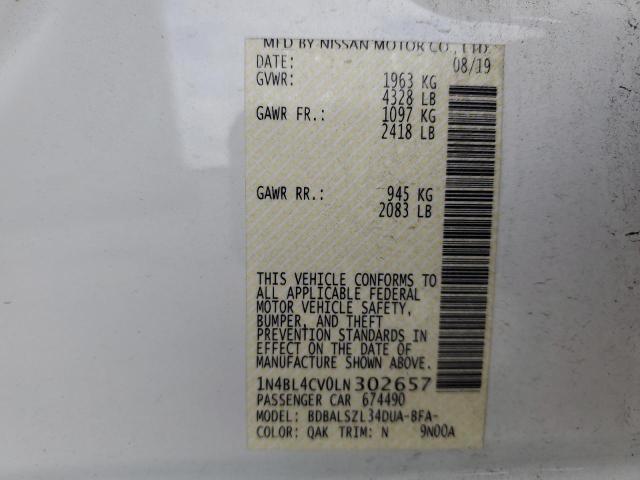 MFD BY NISSAN MOTOR CO., LTD.
DATE: 08/19
GVWR: 1963 KG
4328 LB
GAWR FR.: 1097 KG
2418 LB
GAWR RR.: 945 KG
2083 LB
THIS VEHICLE CONFORMS TO
ALL APPLICABLE FEDERAL
MOTOR VEHICLE SAFETY,
BUMPER, AND THEFT
PREVENTION STANDARDS IN
EFFECT ON THE DATE OF
MANUFACTURE SHOWN ABOVE.
1N4BL4CV0LN302657
PASSENGER CAR 674490
MODEL: BDBALSZL34DUA-BFA-
COLOR: QAK TRIM: N 9N00A